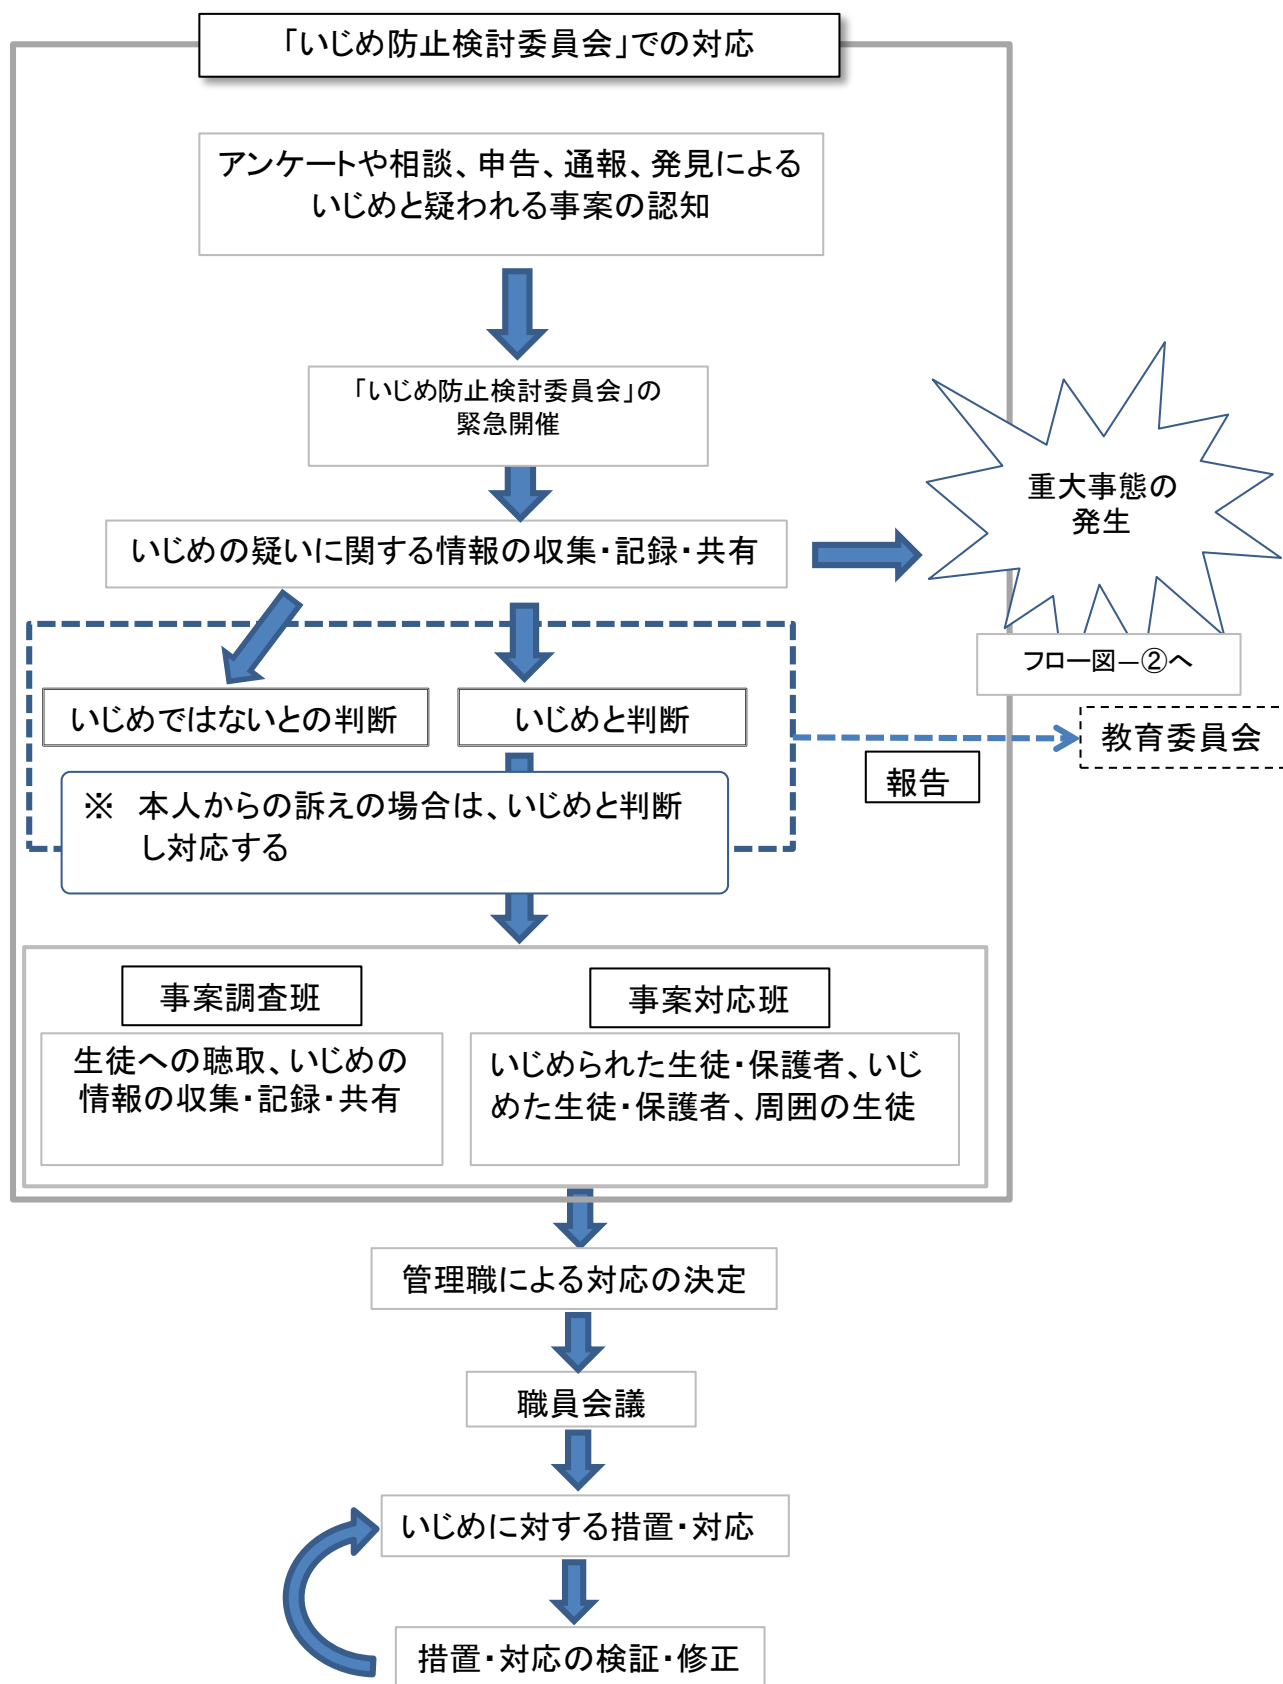 「いじめ防止検討委員会」での対応
アンケートや相談、申告、通報、発見による
いじめと疑われる事案の認知
「いじめ防止検討委員会」の
緊急開催
重大事態の
発生
いじめの疑いに関する情報の収集・記録・共有
フロー図―②へ
いじめではないとの判断
いじめと判断
教育委員会
報告
※　本人からの訴えの場合は、いじめと判断
し対応する
事案調査班
事案対応班
生徒への聴取、いじめの
情報の収集・記録・共有
いじめられた生徒・保護者、いじ
めた生徒・保護者、周囲の生徒
管理職による対応の決定
職員会議
いじめに対する措置・対応
措置・対応の検証・修正